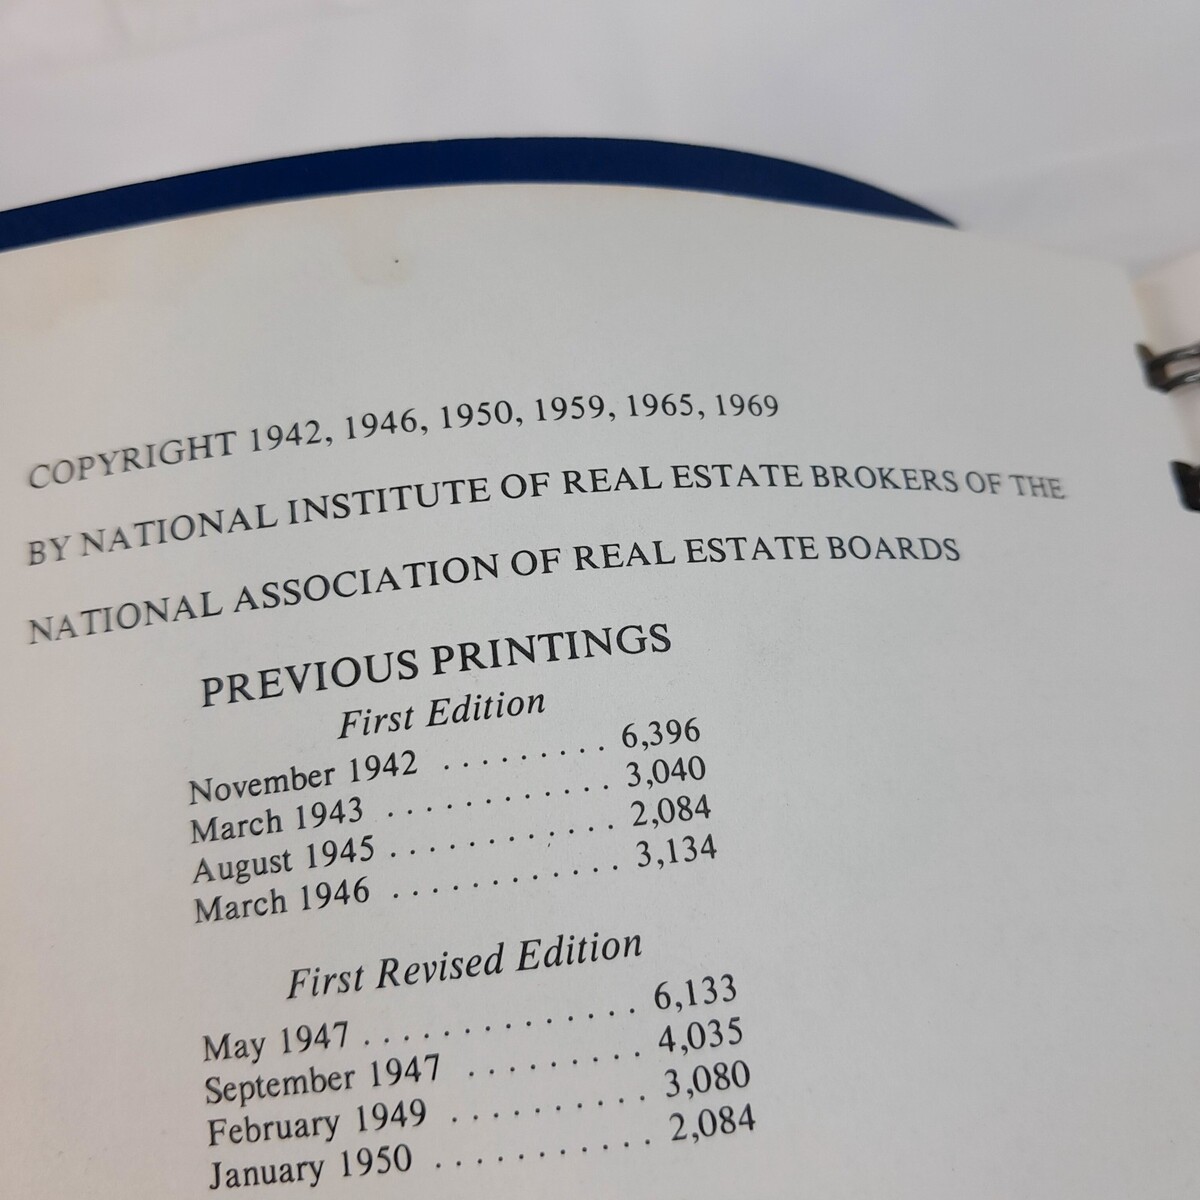 COPYRIGHT 1942, 1946, 1950, 1959, 1965, 1969
BY NATIONAL INSTITUTE OF REAL ESTATE BROKERS OF THE
NATIONAL ASSOCIATION OF REAL ESTATE BOARDS
PREVIOUS PRINTINGS
First Edition
November 1942 . . . . . . . . . 6,396
March 1943 . . . . . . . . . . . . 3,040
August 1945 . . . . . . . . . . . . 2,084
March 1946 . . . . . . . . . . . . 3,134
First Revised Edition
May 1947 . . . . . . . . . . . . . . 6,133
September 1947 . . . . . . . . . 4,035
February 1949 . . . . . . . . . . 3,080
January 1950 . . . . . . . . . . . 2,084